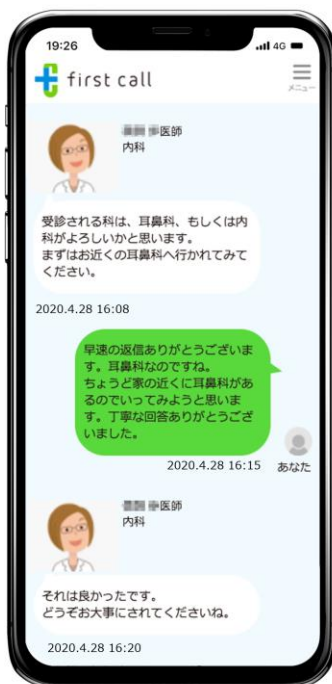 19:26
4G
first call
メニュー
医師
内科
受診される科は、耳鼻科、もしくは内
科がよろしいかと思います。
まずはお近くの耳鼻科へ行かれてみて
ください。
2020.4.28 16:08
早速の返信ありがとうございま
す。耳鼻科なのですね。
ちょうど家の近くに耳鼻科があ
るのでいってみようと思いま
す。丁寧な回答ありがとうござ
いました。
2020.4.28 16:15
あなた
医師
内科
それは良かったです。
どうぞお大事にされてくださいね。
2020.4.28 16:20